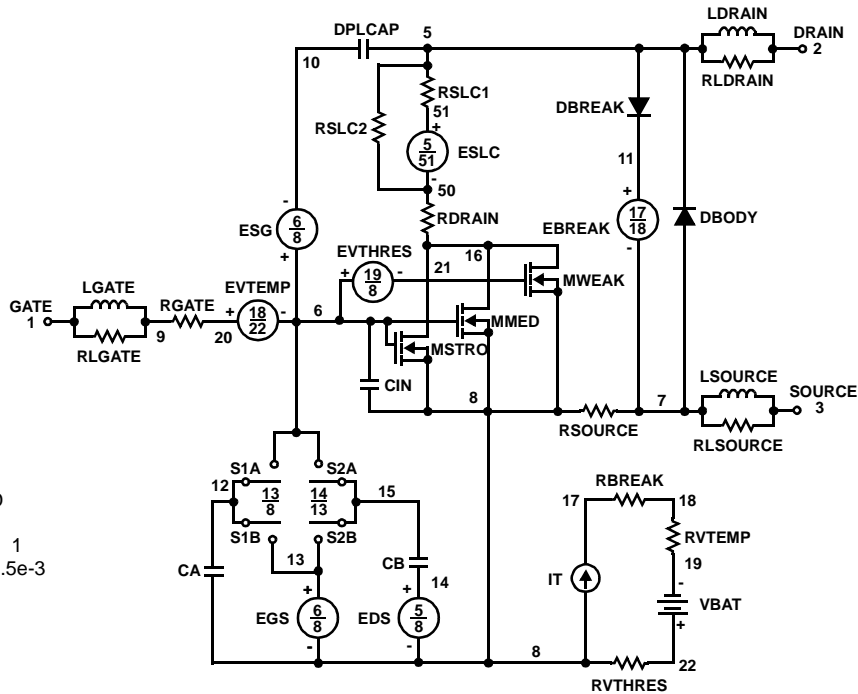 LDRAIN
DPLCAP 5 DRAIN
10 2
RLDRAIN
RSLC1
51
DBREAK
RSLC2
+
5
51
ESLC
-
11
50
-
+
RDRAIN
17
18
EBREAK
DBODY
6
8
ESG
-
EVTHRES
16
+
+ 19
8 - 21
MWEAK
LGATE
EVTEMP
GATE RGATE + 18
22 - 6
MMED
1
9 20
MSTRO
RLGATE
LSOURCE
CIN
8 7 SOURCE
3
RSOURCE
RLSOURCE
S1A S2A
12 13
8
14
13
15
RBREAK
17 18
S1B S2B
RVTEMP
13
CB
19
CA
14
IT
-
+ +
VBAT
EGS 6
8
EDS 5
8
+
- -
8
22
RVTHRES
0
1
.5e-3